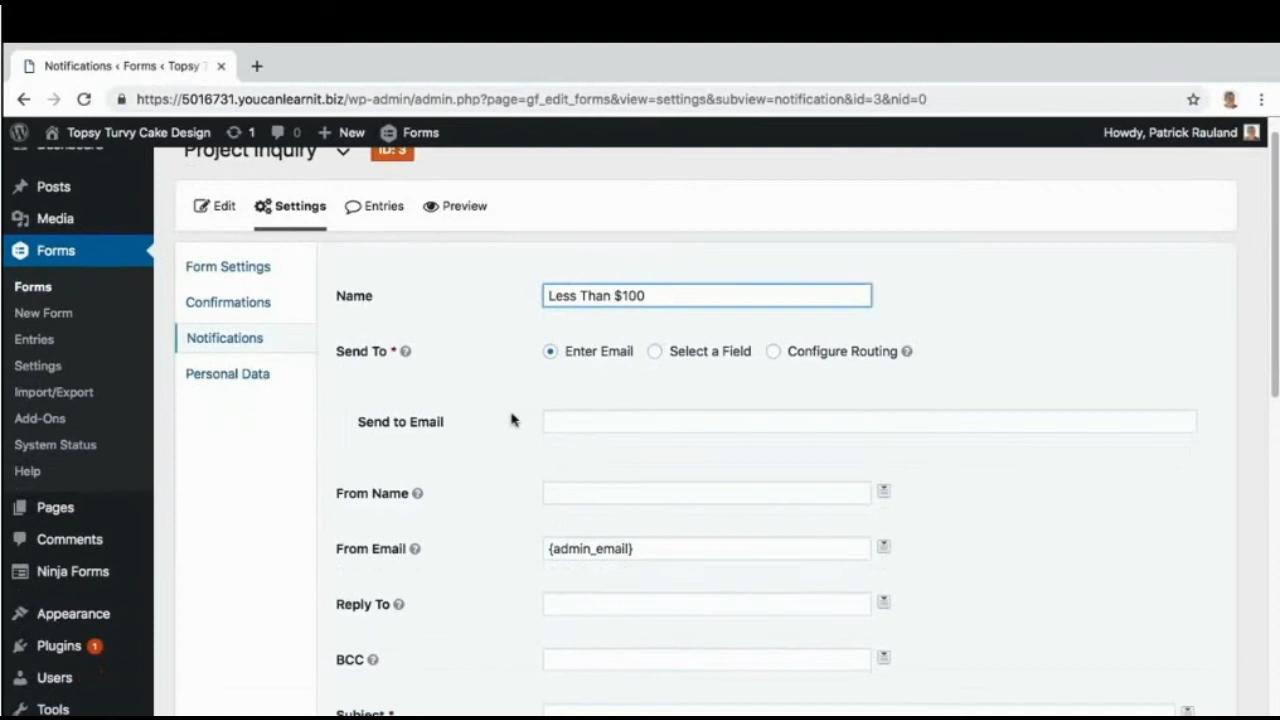 Notifications ‹ Forms ‹ Topsy T
https://5016731.youcanlearnit.biz/wp-admin/admin.php?page=gf_edit_forms&view=settings&subview=notification&id=3&nid=0
Topsy Turvy Cake Design 1 0 New Forms Howdy, Patrick Rauland
Dashboard
Posts
Media
Forms
Forms
New Form
Entries
Settings
Import/Export
Add-Ons
System Status
Help
Pages
Comments
Ninja Forms
Appearance
Plugins 1
Users
Tools
Project Inquiry ID: 3
Edit Settings Entries Preview
Form Settings
Confirmations
Notifications
Personal Data
Name Less Than $100
Send To * Enter Email Select a Field Configure Routing
Send to Email
From Name
From Email {admin_email}
Reply To
BCC
Subject *